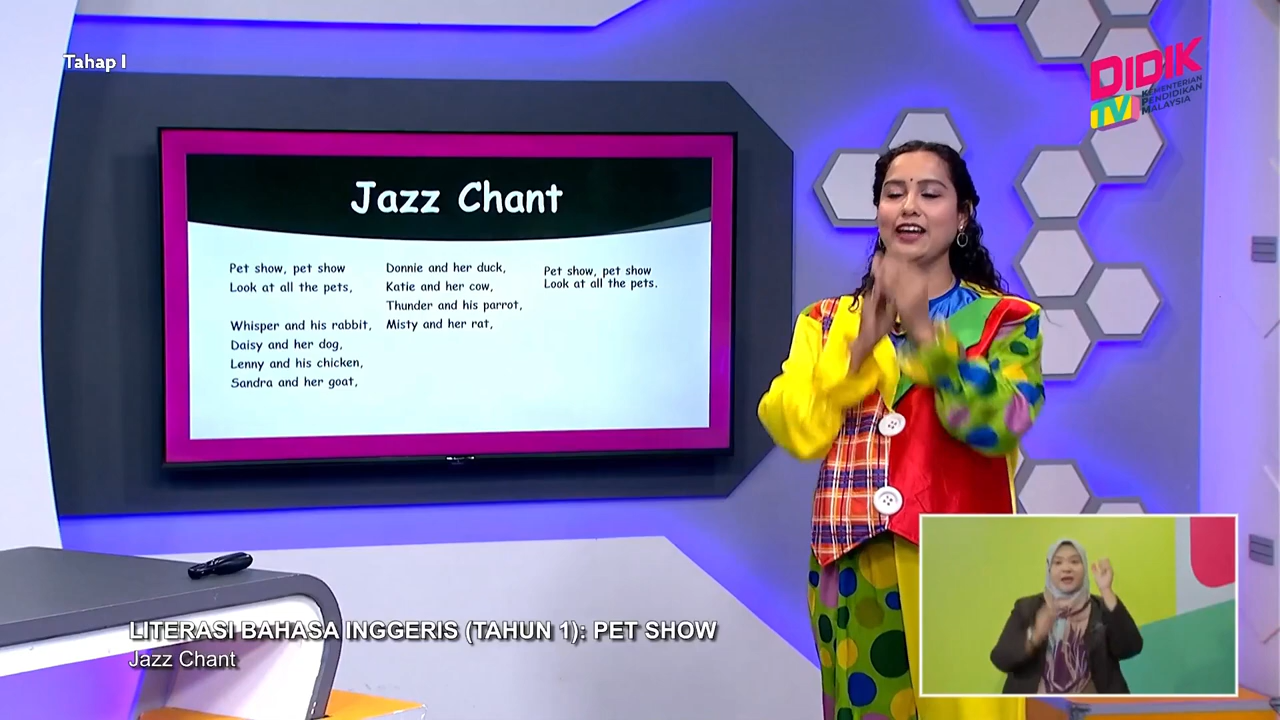 Tahap I
DIDIK
TV
KEMENTERIAN
PENDIDIKAN
MALAYSIA
Jazz Chant
Pet show, pet show
Look at all the pets,
Whisper and his rabbit,
Daisy and her dog,
Lenny and his chicken,
Sandra and her goat,
Donnie and her duck,
Katie and her cow,
Thunder and his parrot,
Misty and her rat,
Pet show, pet show
Look at all the pets.
LITERASI BAHASA INGGERIS (TAHUN 1): PET SHOW
Jazz Chant